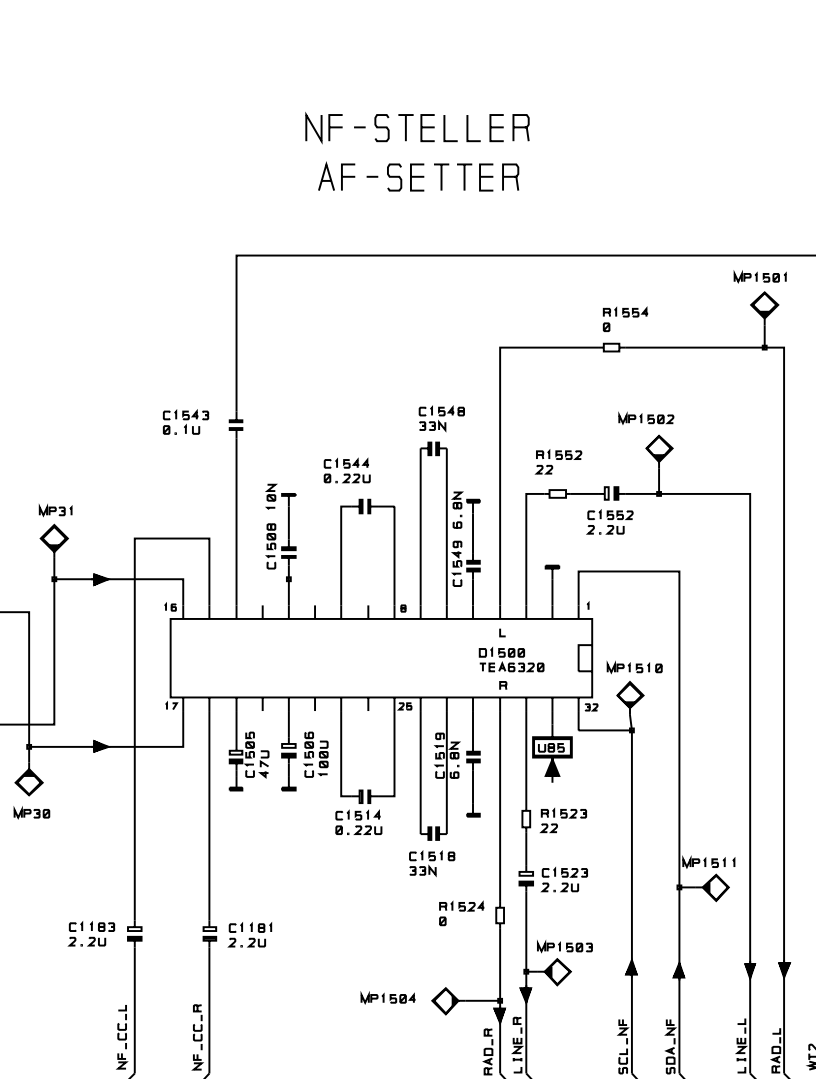 NF-STELLER
AF-SETTER
MP1501
R1554
0
C1543
0.1U
C1548
33N
MP1502
C1544
0.22U
R1552
22
C1508 10N
C1549 6.8N
C1552
2.2U
MP31
16
8
1
L
D1500
TEA6320
R
MP1510
17
25
32
C1505
47U
C1506
100U
C1519
6.8N
U85
MP30
C1514
0.22U
R1523
22
C1518
33N
MP1511
C1523
2.2U
R1524
0
C1183
2.2U
C1181
2.2U
MP1503
MP1504
NF_CC_L
NF_CC_R
RAD_R
LINE_R
SCL_NF
SDA_NF
LINE_L
RAD_L